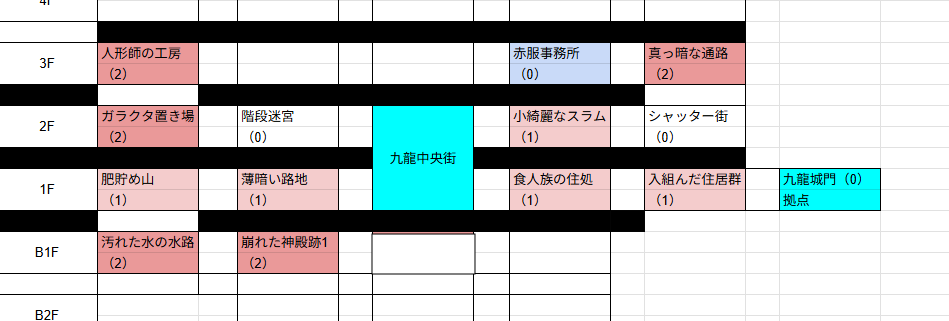 4F
3F
人形師の工房
（2）
赤服事務所
（0）
真っ暗な通路
（2）
2F
ガラクタ置き場
（2）
階段迷宮
（0）
九龍中央街
小綺麗なスラム
（1）
シャッター街
（0）
1F
肥貯め山
（1）
薄暗い路地
（1）
食人族の住処
（1）
入組んだ住居群
（1）
九龍城門（0）
拠点
B1F
汚れた水の水路
（2）
崩れた神殿跡1
（2）
B2F